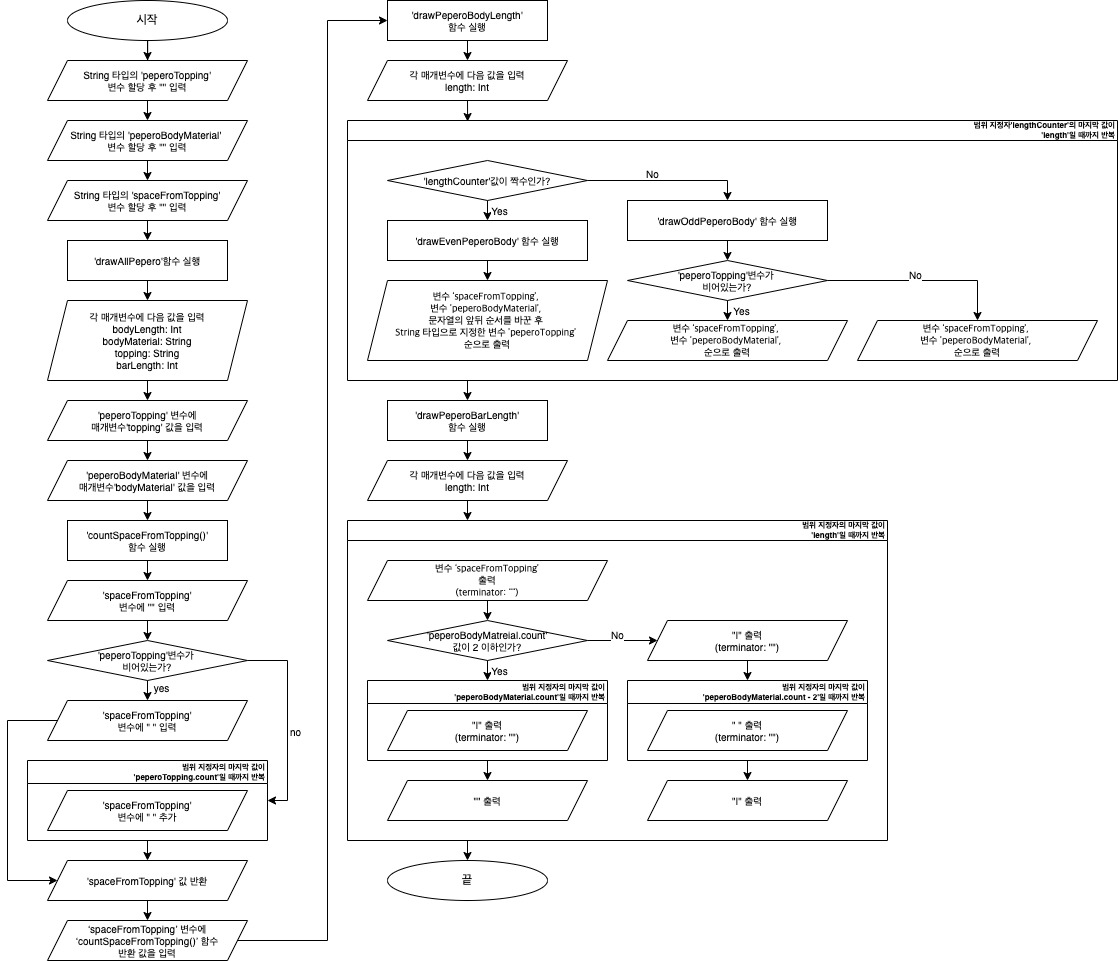 시작
String 타입의 'peperoTopping'
변수 할당 후 "" 입력
String 타입의 'peperoBodyMaterial'
변수 할당 후 "" 입력
String 타입의 'spaceFromTopping'
변수 할당 후 "" 입력
'drawAllPepero'함수 실행
각 매개변수에 다음 값을 입력
bodyLength: Int
bodyMaterial: String
topping: String
barLength: Int
'peperoTopping' 변수에
매개변수'topping' 값을 입력
'peperoBodyMaterial' 변수에
매개변수'bodyMaterial' 값을 입력
'countSpaceFromTopping()'
함수 실행
'spaceFromTopping'
변수에 "" 입력
'peperoTopping'변수가
비어있는가?
yes
no
'spaceFromTopping'
변수에 " " 입력
범위 지정자의 마지막 값이
'peperoTopping.count'일 때까지 반복
'spaceFromTopping'
변수에 " " 추가
'spaceFromTopping' 값 반환
'spaceFromTopping' 변수에
'countSpaceFromTopping()' 함수
반환 값을 입력
'drawPeperoBodyLength'
함수 실행
각 매개변수에 다음 값을 입력
length: Int
범위 지정자'lengthCounter'의 마지막 값이
'length'일 때까지 반복
'lengthCounter'값이 짝수인가?
No
Yes
'drawEvenPeperoBody' 함수 실행
변수 'spaceFromTopping',
변수 'peperoBodyMaterial',
문자열의 앞뒤 순서를 바꾼 후
String 타입으로 지정한 변수 'peperoTopping'
순으로 출력
'drawOddPeperoBody' 함수 실행
'peperoTopping'변수가
비어있는가?
No
Yes
변수 'spaceFromTopping',
변수 'peperoBodyMaterial',
순으로 출력
변수 'spaceFromTopping',
변수 'peperoBodyMaterial',
순으로 출력
'drawPeperoBarLength'
함수 실행
각 매개변수에 다음 값을 입력
length: Int
범위 지정자의 마지막 값이
'length'일 때까지 반복
변수 'spaceFromTopping'
출력
(terminator: "")
'peperoBodyMatreial.count'
값이 2 이하인가?
No
Yes
"|" 출력
(terminator: "")
범위 지정자의 마지막 값이
'peperoBodyMaterial.count'일 때까지 반복
"|" 출력
(terminator: "")
"" 출력
범위 지정자의 마지막 값이
'peperoBodyMaterial.count - 2'일 때까지 반복
" " 출력
(terminator: "")
"|" 출력
끝